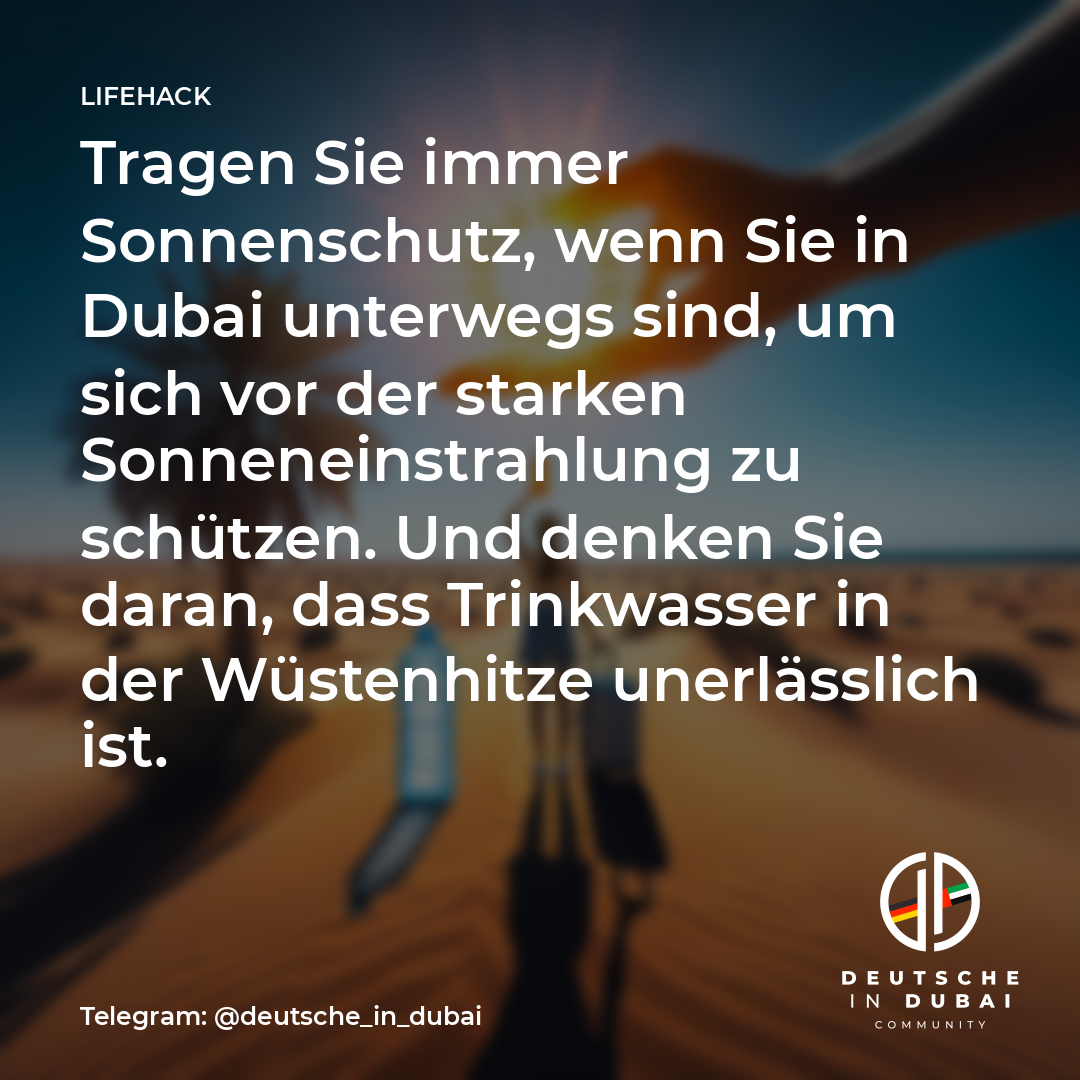 LIFEHACK
Tragen Sie immer
Sonnenschutz, wenn Sie in
Dubai unterwegs sind, um
sich vor der starken
Sonneneinstrahlung zu
schützen. Und denken Sie
daran, dass Trinkwasser in
der Wüstenhitze unerlässlich
ist.
DEUTSCHE
IN DUBAI
COMMUNITY
Telegram: @deutsche_in_dubai